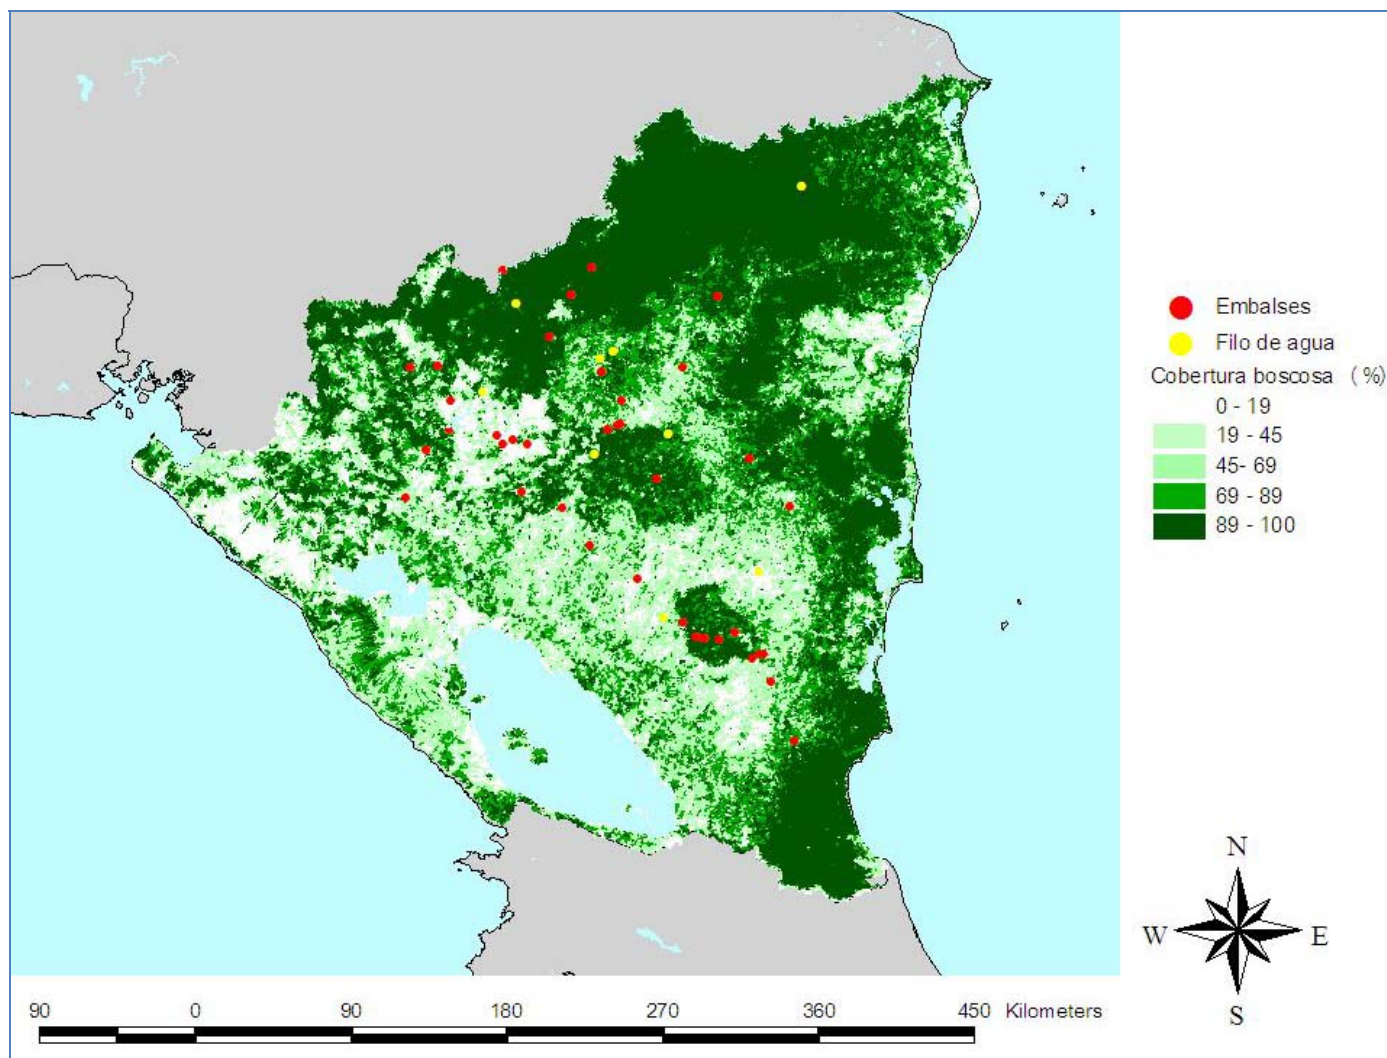 Embalses
Filo de agua
Cobertura boscosa ( %)
0 - 19
19 - 45
45- 69
69 - 89
89 - 100
N
W E
S
90 0 90 180 270 360 450 Kilometers